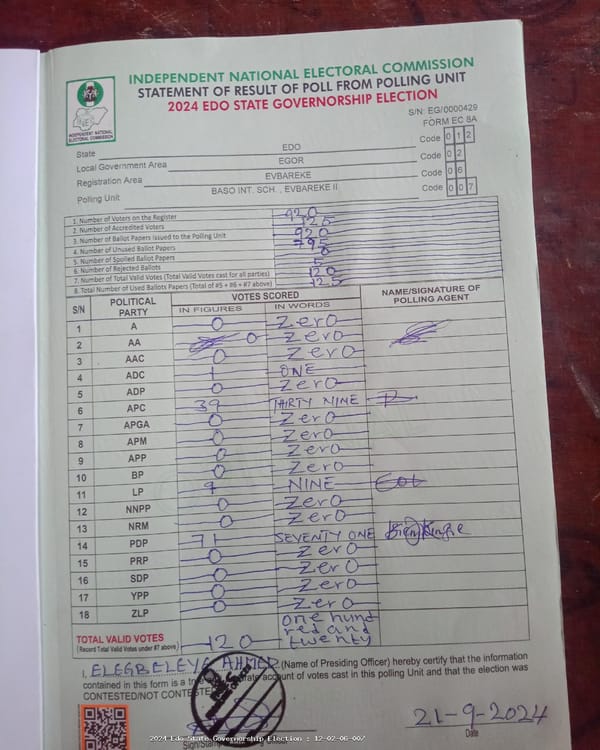 INDEPENDENT NATIONAL ELECTORAL COMMISSION
STATEMENT OF RESULT OF POLL FROM POLLING UNIT
2024 EDO STATE GOVERNORSHIP ELECTION
S/N: EG/0000429
FORM EC 8A
INDEPENDENT NATIONAL
ELECTORAL COMMISSION
State EDO Code 0 1 2
Local Government Area EGOR Code 0 2
Registration Area EVBAREKE Code 0 6
Polling Unit BASO INT. SCH. , EVBAREKE II Code 0 0 7
1. Number of Voters on the Register 920
2. Number of Accredited Voters 125
3. Number of Ballot Papers Issued to the Polling Unit 920
4. Number of Unused Ballot Papers 795
5. Number of Spoiled Ballot Papers
6. Number of Rejected Ballots 5
7. Number of Total Valid Votes (Total Valid Votes cast for all parties) 120
8. Total Number of Used Ballots Papers (Total of #5 + #6 + #7 above) 125
S/N POLITICAL PARTY VOTES SCORED NAME/SIGNATURE OF POLLING AGENT
IN FIGURES IN WORDS
1 A 0 Zero
2 AA 0 Zero
3 AAC 0 Zero
4 ADC 1 ONE
5 ADP 0 Zero
6 APC 39 THIRTY NINE
7 APGA 0 Zero
8 APM 0 Zero
9 APP 0 Zero
10 BP 0 Zero
11 LP 9 NINE
12 NNPP 0 Zero
13 NRM 0 Zero
14 PDP 71 SEVENTY ONE
15 PRP 0 Zero
16 SDP 0 Zero
17 YPP 0 Zero
18 ZLP 0 Zero
TOTAL VALID VOTES 120 one hund
(Record Total Valid Votes under #7 above) red and
twenty
I, ELEGBELEYE AHMED (Name of Presiding Officer) hereby certify that the information
contained in this form is a account of votes cast in this polling Unit and that the election was
CONTESTED/NOT CONTESTED
21-9-2024
Date
2024 Edo State Governorship Election : 12-02-06-007